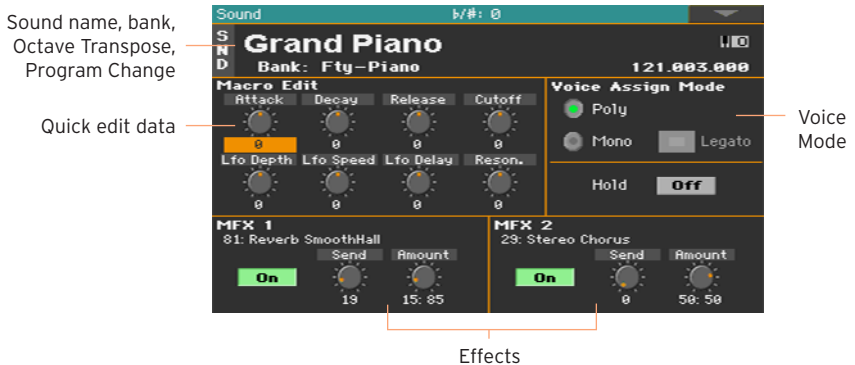 Sound ♭/#: 0
Sound name, bank,
Octave Transpose,
Program Change
SND
Grand Piano
Bank: Fty-Piano 121.003.000
Macro Edit
Attack Decay Release Cutoff
0 0 0 0
Lfo Depth Lfo Speed Lfo Delay Reson.
0 0 0 0
Quick edit data
Voice Assign Mode
Poly
Mono Legato
Hold Off
Voice
Mode
MFX 1
81: Reverb SmoothHall
Send Amount
On
19 15:85
MFX 2
29: Stereo Chorus
Send Amount
On
0 50:50
Effects